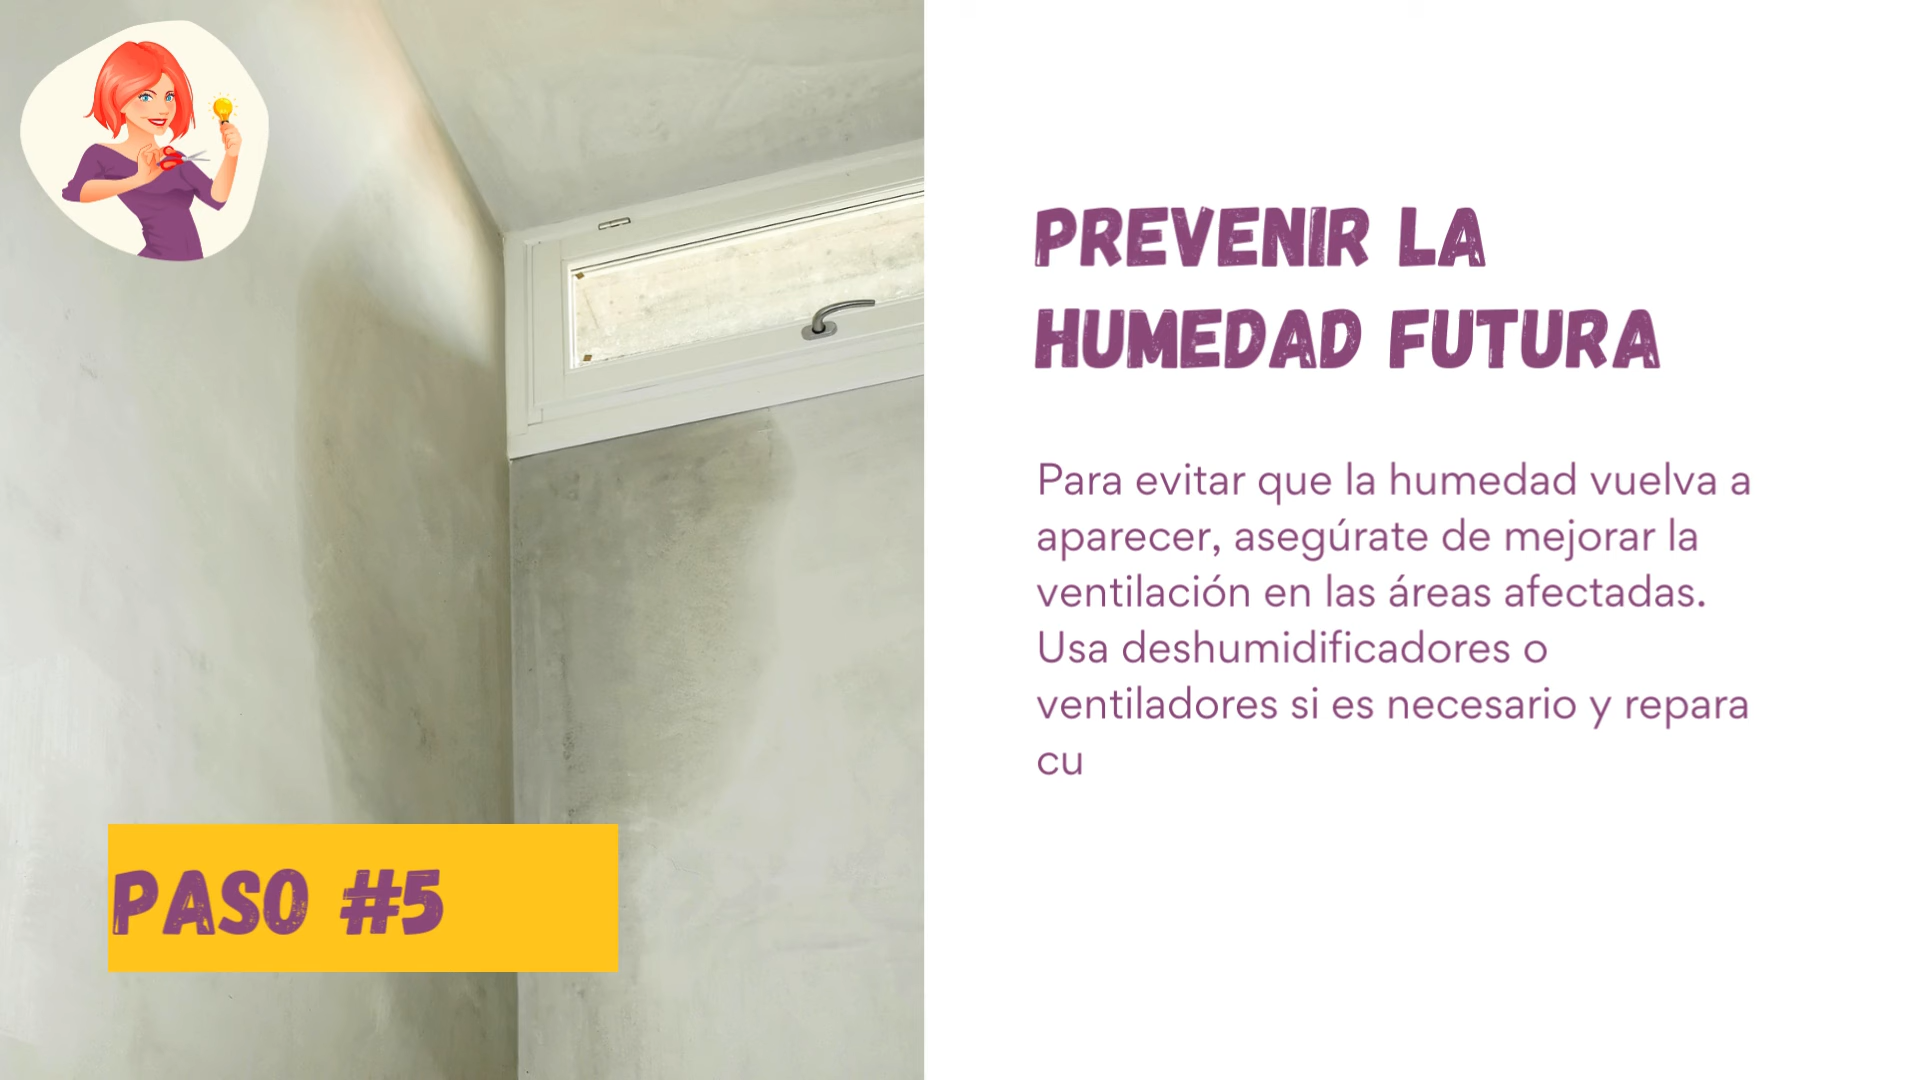 PREVENIR LA
HUMEDAD FUTURA
Para evitar que la humedad vuelva a
aparecer, asegúrate de mejorar la
ventilación en las áreas afectadas.
Usa deshumidificadores o
ventiladores si es necesario y repara
cu
PASO #5